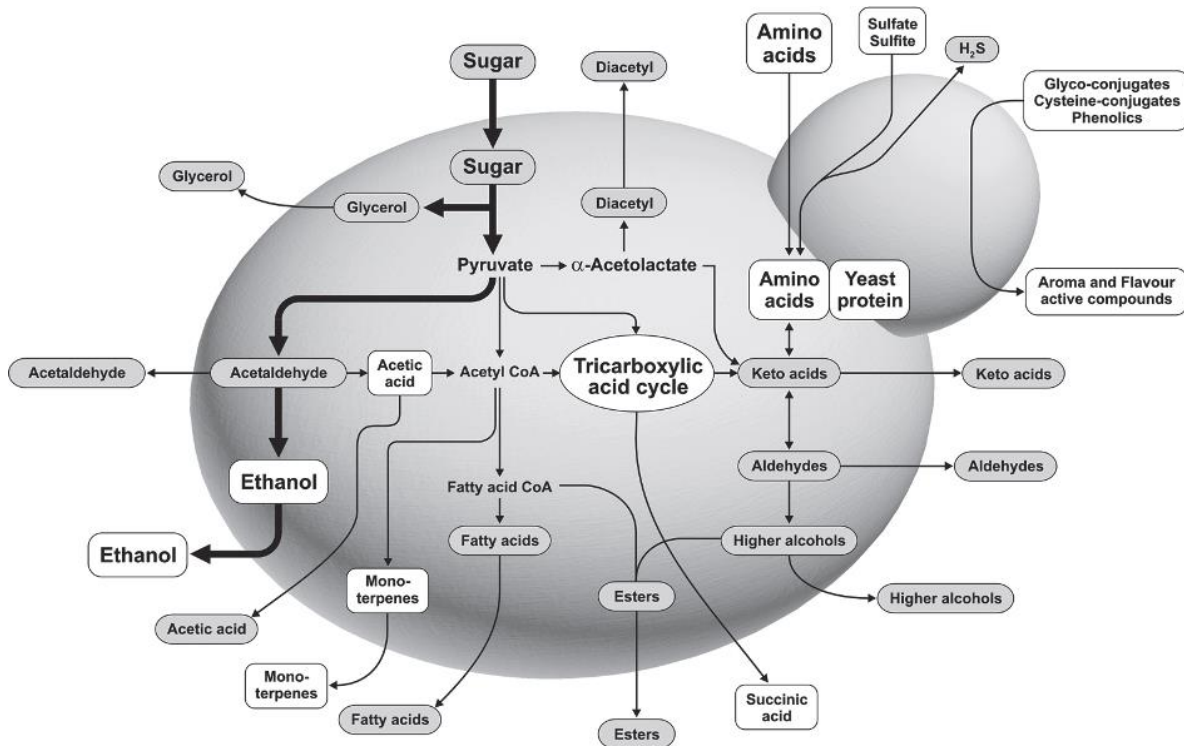 Sugar
Diacetyl
Amino
acids
Sulfate
Sulfite
H₂S
Glyco-conjugates
Cysteine-conjugates
Phenolics
Sugar
Glycerol
Glycerol
Diacetyl
Pyruvate
α-Acetolactate
Amino
acids
Yeast
protein
Aroma and Flavour
active compounds
Acetaldehyde
Acetaldehyde
Acetic
acid
Acetyl CoA
Tricarboxylic
acid cycle
Keto acids
Keto acids
Ethanol
Fatty acid CoA
Aldehydes
Aldehydes
Ethanol
Fatty acids
Higher alcohols
Mono-
terpenes
Esters
Higher alcohols
Acetic acid
Mono-
terpenes
Fatty acids
Esters
Succinic
acid